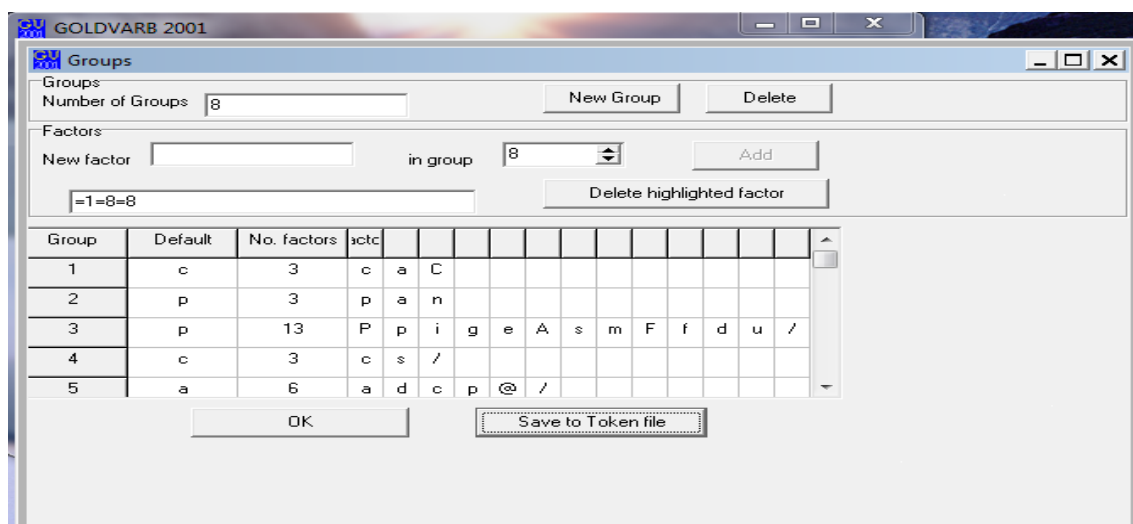 GOLDVARB 2001
Groups
Groups
Number of Groups 8 New Group Delete
Factors
New factor in group 8 Add
=1=8=8 Delete highlighted factor
Group Default No. factors actc
1 c 3 c a C
2 p 3 p a n
3 p 13 P p i g e A s m F f d u /
4 c 3 c s /
5 a 6 a d c p @ /
OK Save to Token file